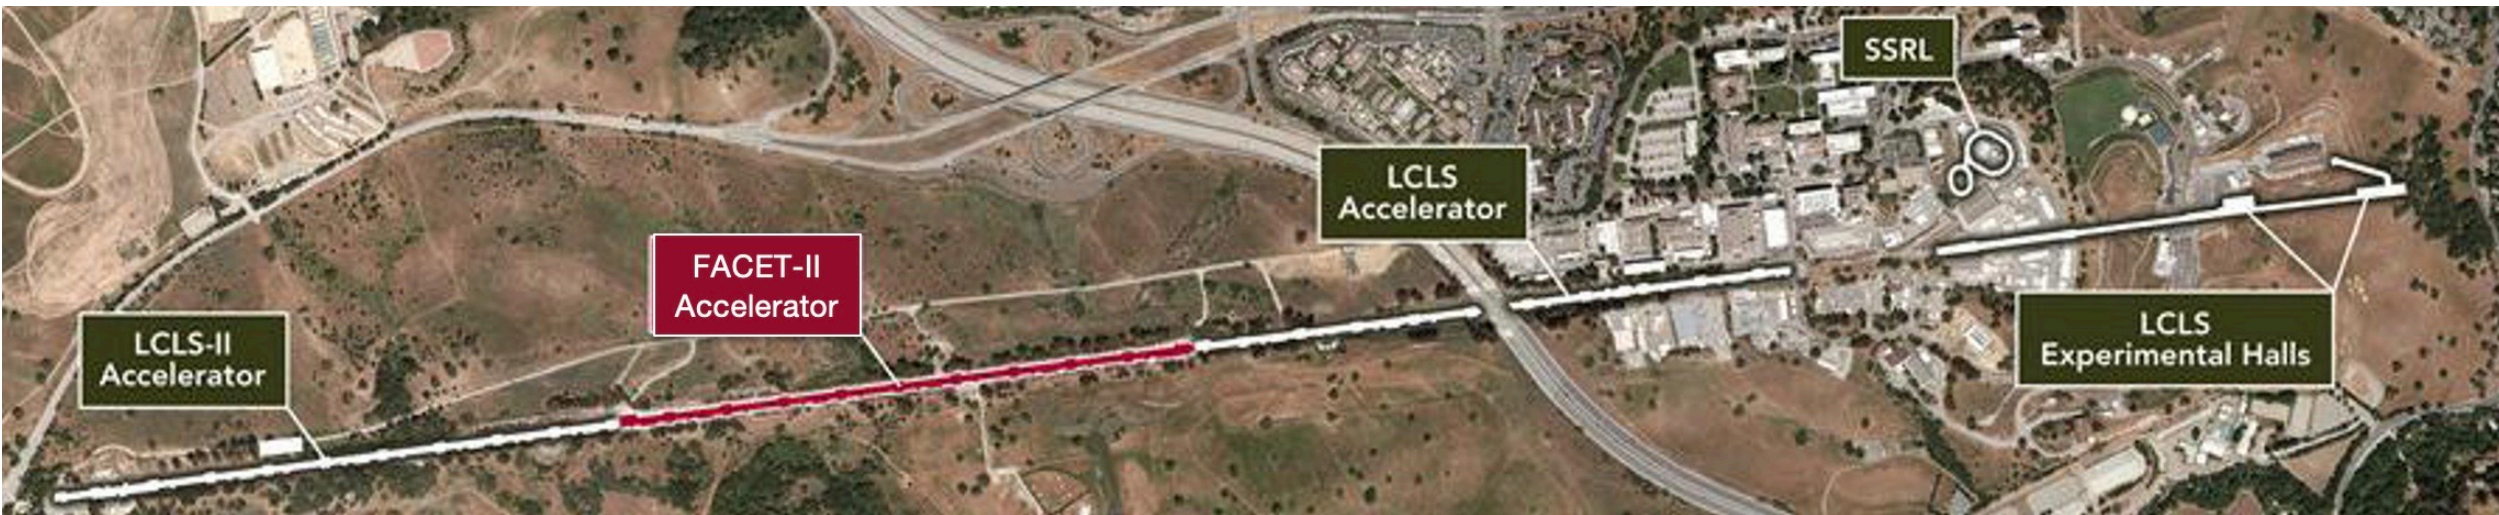 SSRL
LCLS
Accelerator
FACET-II
Accelerator
LCLS-II
Accelerator
LCLS
Experimental Halls